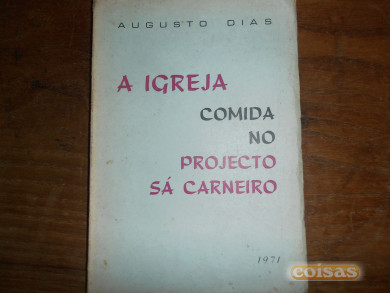 AUGUSTO DIAS
A IGREJA
COMIDA
NO
PROJECTO
SÁ CARNEIRO
1971
coisas